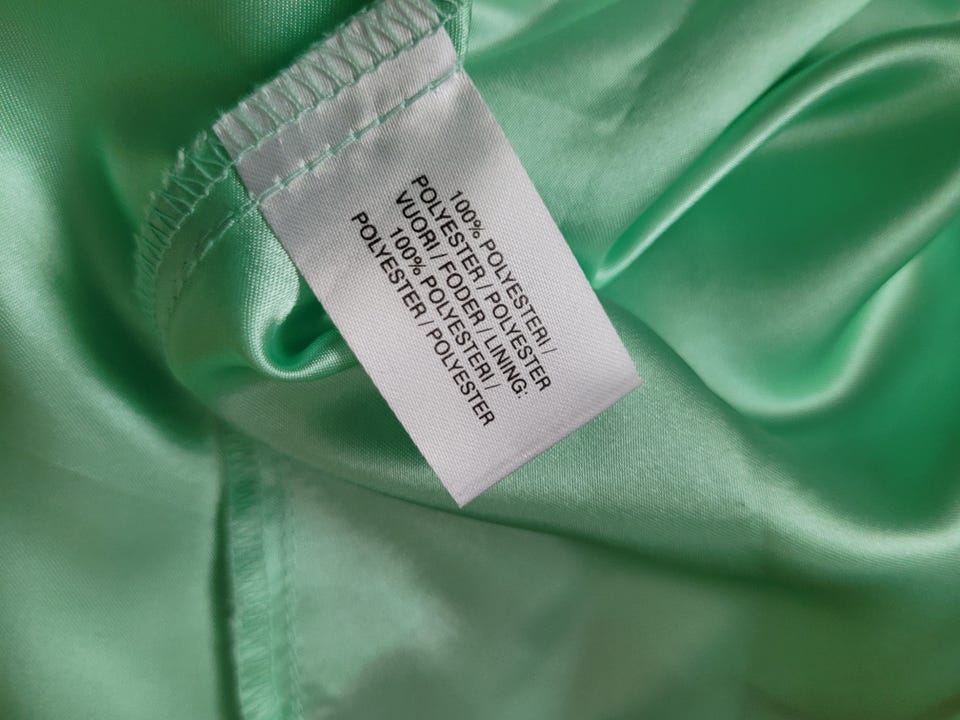 100% POLYESTERI /
POLYESTER / POLYESTER
VUORI / FODER / LINING:
100% POLYESTERI /
POLYESTER / POLYESTER